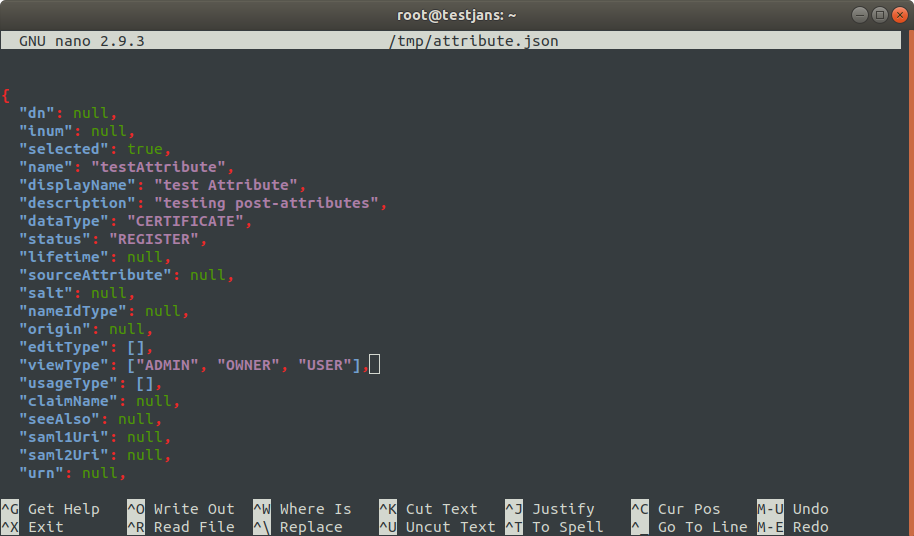 root@testjans: ~
GNU nano 2.9.3 /tmp/attribute.json
{
"dn": null,
"inum": null,
"selected": true,
"name": "testAttribute",
"displayName": "test Attribute",
"description": "testing post-attributes",
"dataType": "CERTIFICATE",
"status": "REGISTER",
"lifetime": null,
"sourceAttribute": null,
"salt": null,
"nameIdType": null,
"origin": null,
"editType": [],
"viewType": ["ADMIN", "OWNER", "USER"],
"usageType": [],
"claimName": null,
"seeAlso": null,
"saml1Uri": null,
"saml2Uri": null,
"urn": null,
^G Get Help ^O Write Out ^W Where Is ^K Cut Text ^J Justify ^C Cur Pos M-U Undo
^X Exit ^R Read File ^\ Replace ^U Uncut Text ^T To Spell ^_ Go To Line M-E Redo